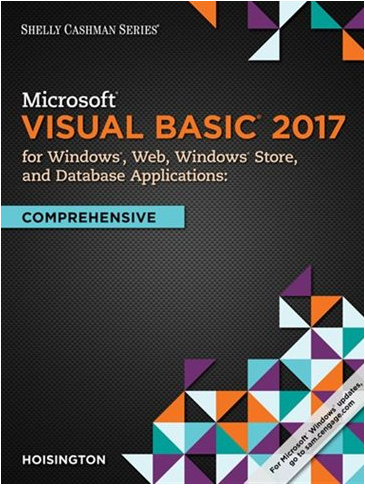 SHELLY CASHMAN SERIES®
Microsoft®
VISUAL BASIC® 2017
for Windows®, Web, Windows® Store,
and Database Applications:
COMPREHENSIVE
For Microsoft® Windows® updates,
go to sam.cengage.com
HOISINGTON